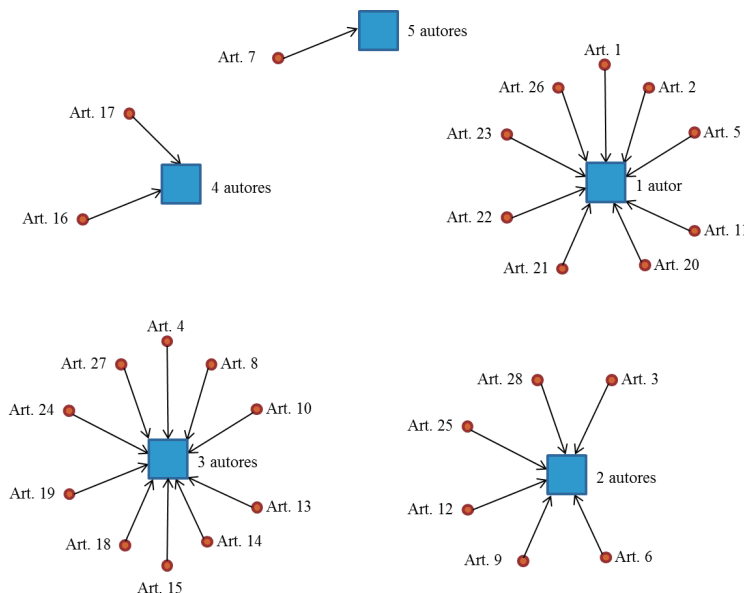 5 autores
Art. 7
Art. 17
4 autores
Art. 16
Art. 1
Art. 26
Art. 2
Art. 23
Art. 5
1 autor
Art. 22
Art. 11
Art. 21
Art. 20
Art. 4
Art. 27
Art. 8
Art. 24
Art. 10
3 autores
Art. 19
Art. 13
Art. 18
Art. 14
Art. 15
Art. 28
Art. 3
Art. 25
2 autores
Art. 12
Art. 9
Art. 6